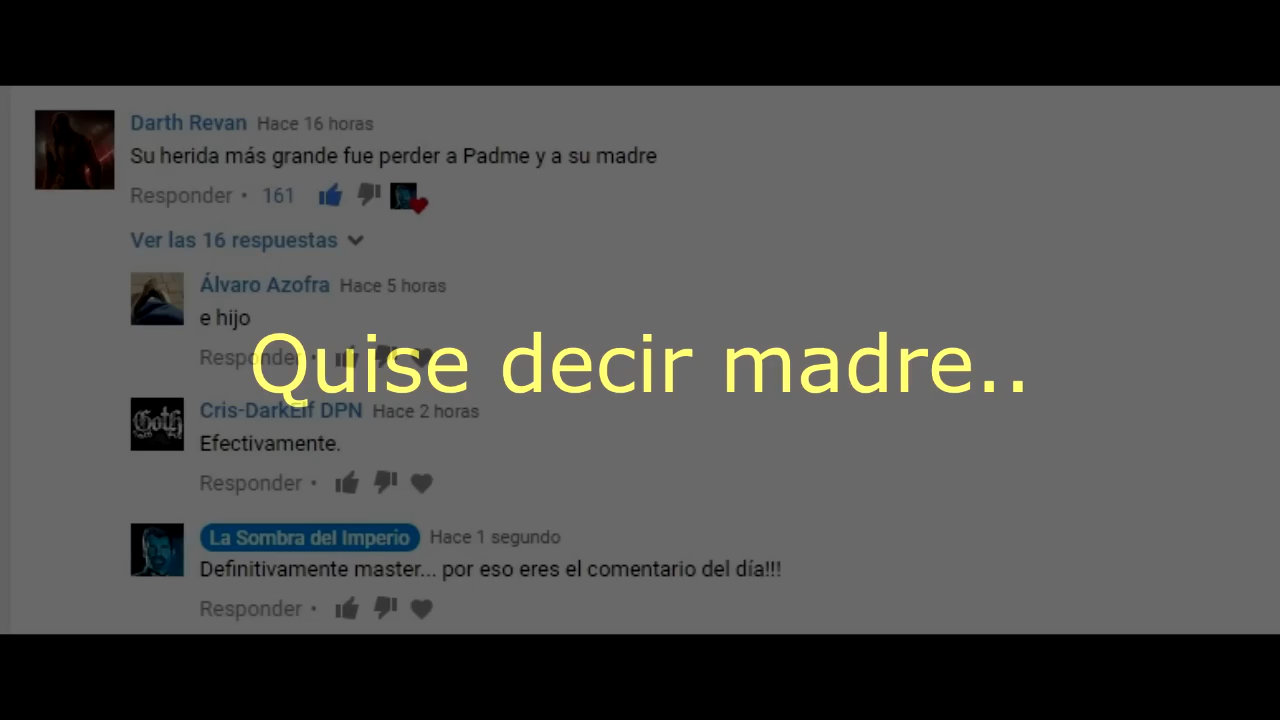 Darth Revan Hace 16 horas
Su herida más grande fue perder a Padme y a su madre
Responder • 161
Ver las 16 respuestas
Álvaro Azofra Hace 5 horas
e hijo
Responder •
Quise decir madre..
Cris-DarkElf DPN Hace 2 horas
Goth
Efectivamente.
Responder •
La Sombra del Imperio Hace 1 segundo
Definitivamente master... por eso eres el comentario del día!!!
Responder •